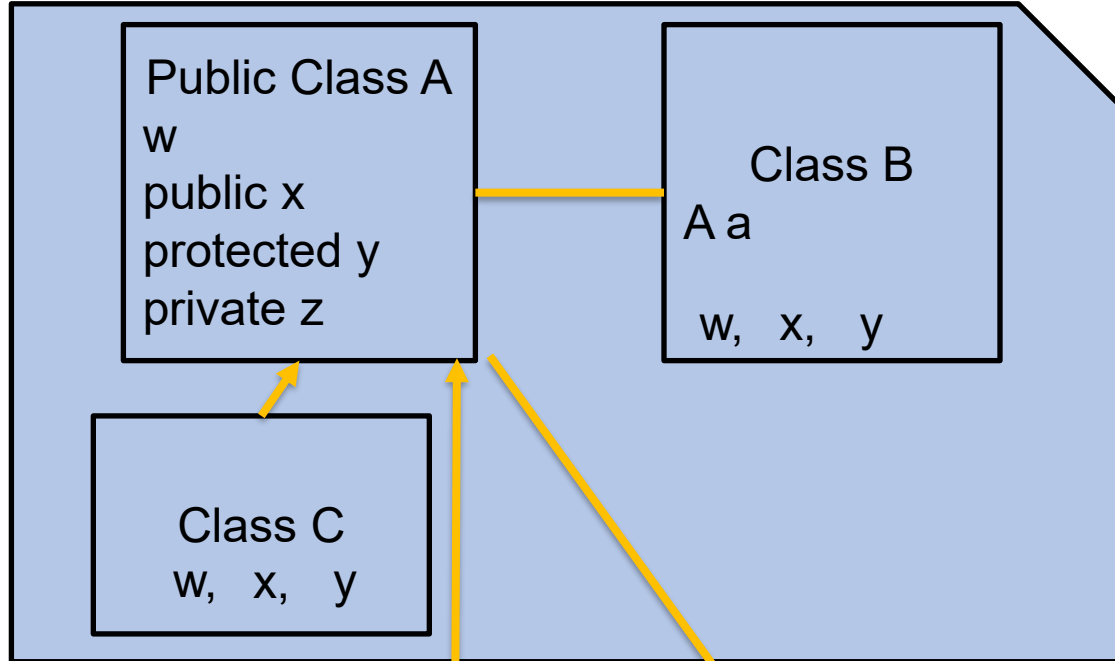 Public Class A
w
public x
protected y
private z
Class B
A a
w, x, y
Class C
w, x, y